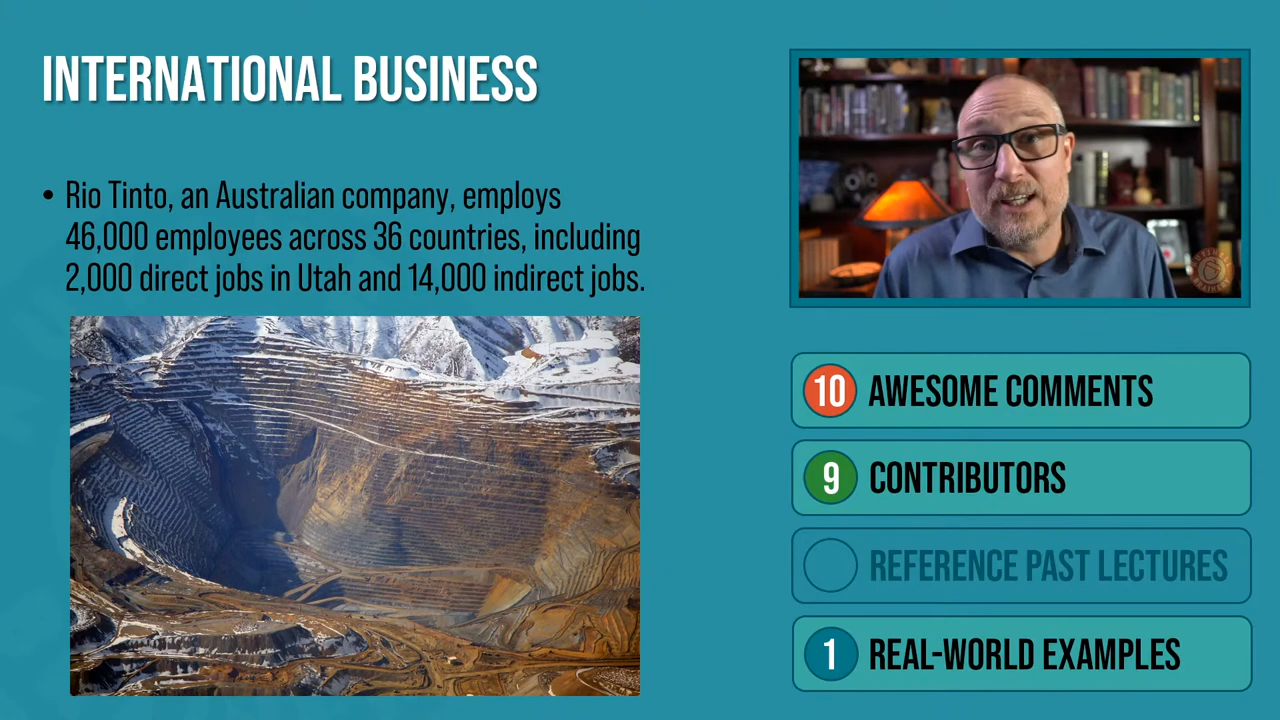 INTERNATIONAL BUSINESS
• Rio Tinto, an Australian company, employs
46,000 employees across 36 countries, including
2,000 direct jobs in Utah and 14,000 indirect jobs.
10 AWESOME COMMENTS
9 CONTRIBUTORS
REFERENCE PAST LECTURES
1 REAL-WORLD EXAMPLES